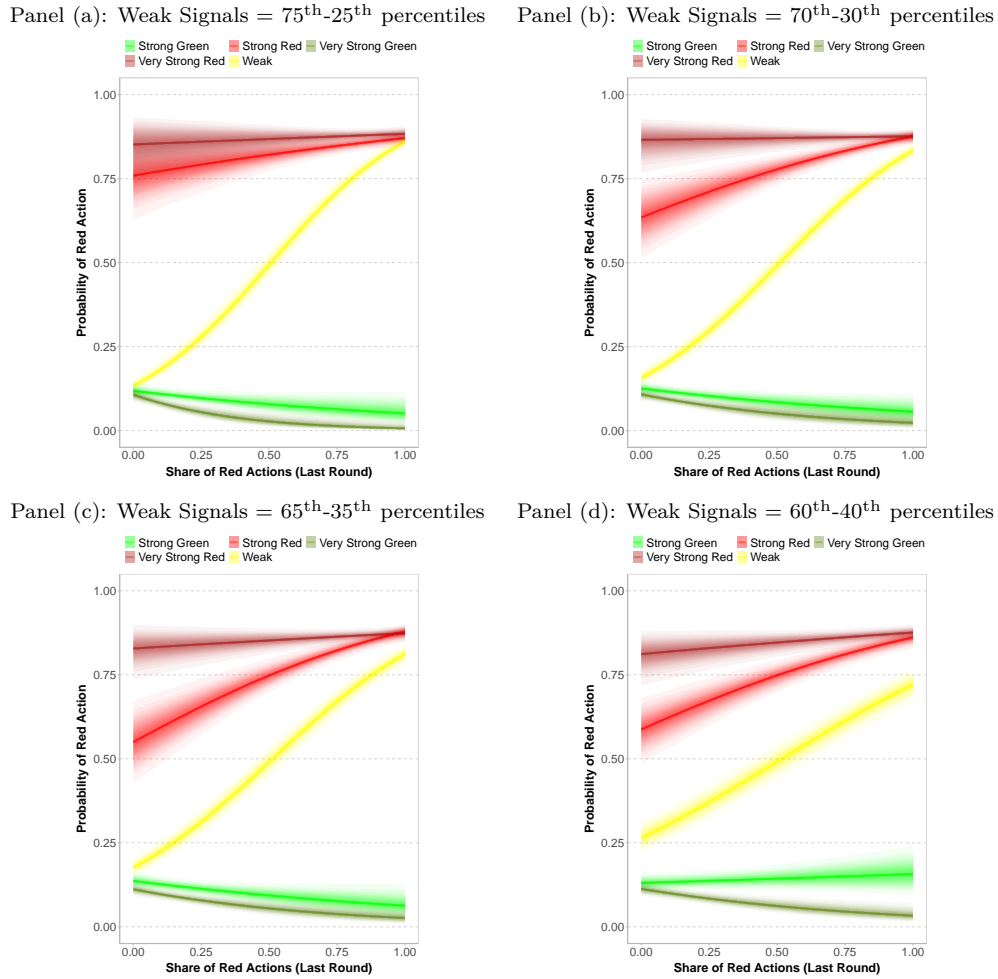 Panel (a): Weak Signals = 75th-25th percentiles
Strong Green Strong Red Very Strong Green
Very Strong Red Weak
1.00
0.75
0.50
0.25
0.00
Probability of Red Action
0.00 0.25 0.50 0.75 1.00
Share of Red Actions (Last Round)
Panel (b): Weak Signals = 70th-30th percentiles
Strong Green Strong Red Very Strong Green
Very Strong Red Weak
1.00
0.75
0.50
0.25
0.00
Probability of Red Action
0.00 0.25 0.50 0.75 1.00
Share of Red Actions (Last Round)
Panel (c): Weak Signals = 65th-35th percentiles
Strong Green Strong Red Very Strong Green
Very Strong Red Weak
1.00
0.75
0.50
0.25
0.00
Probability of Red Action
0.00 0.25 0.50 0.75 1.00
Share of Red Actions (Last Round)
Panel (d): Weak Signals = 60th-40th percentiles
Strong Green Strong Red Very Strong Green
Very Strong Red Weak
1.00
0.75
0.50
0.25
0.00
Probability of Red Action
0.00 0.25 0.50 0.75 1.00
Share of Red Actions (Last Round)